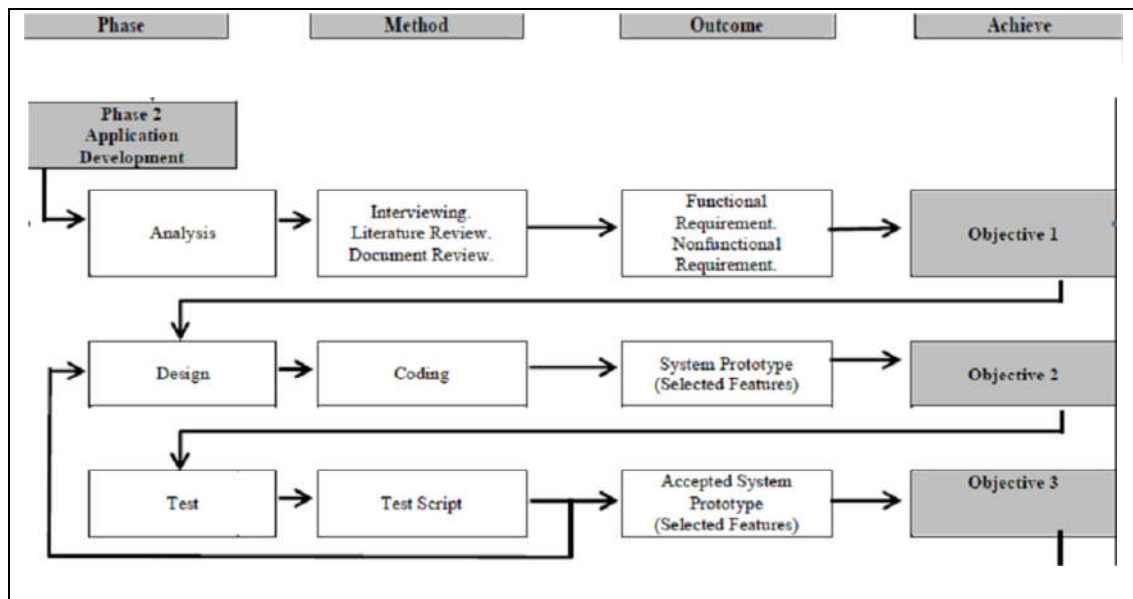 Phase
Method
Outcome
Achieve
Phase 2
Application
Development
Analysis
Interviewing.
Literature Review.
Document Review.
Functional
Requirement.
Nonfunctional
Requirement.
Objective 1
Design
Coding
System Prototype
(Selected Features)
Objective 2
Test
Test Script
Accepted System
Prototype
(Selected Features)
Objective 3